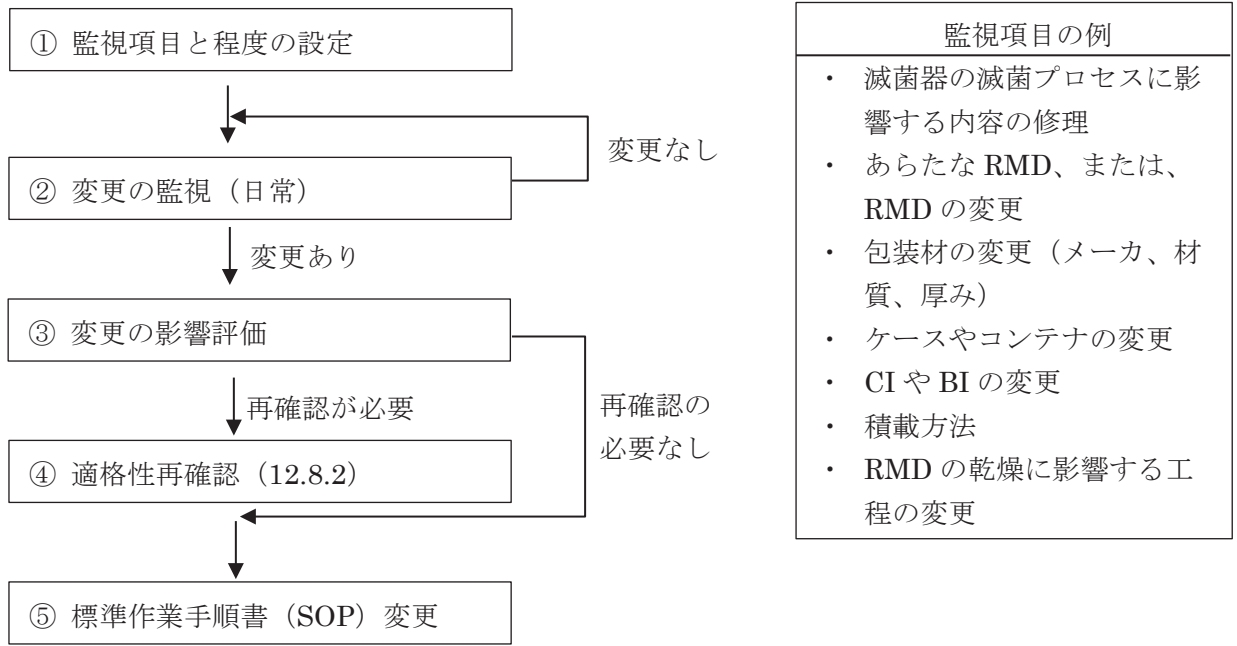 ① 監視項目と程度の設定
変更なし
② 変更の監視（日常）
変更あり
③ 変更の影響評価
再確認が必要
再確認の
必要なし
④ 適格性再確認（12.8.2）
⑤ 標準作業手順書（SOP）変更
監視項目の例
・ 滅菌器の滅菌プロセスに影
響する内容の修理
・ あらたな RMD、または、
RMD の変更
・ 包装材の変更（メーカ、材
質、厚み）
・ ケースやコンテナの変更
・ CI や BI の変更
・ 積載方法
・ RMD の乾燥に影響する工
程の変更